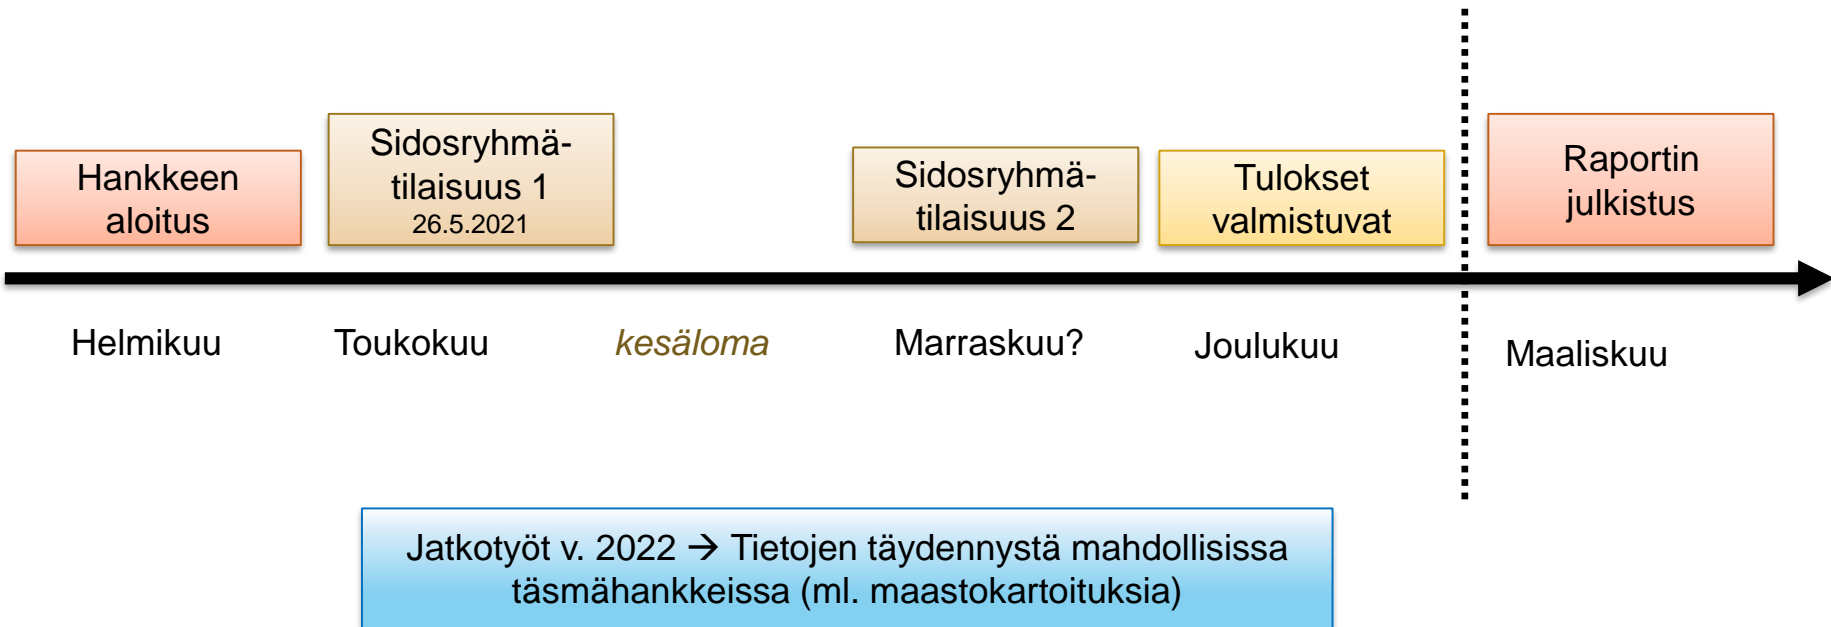 Hankkeen
aloitus
Sidosryhmä-
tilaisuus 1
26.5.2021
Sidosryhmä-
tilaisuus 2
Tulokset
valmistuvat
Raportin
julkistus
Helmikuu
Toukokuu
kesäloma
Marraskuu?
Joulukuu
Maaliskuu
Jatkotyöt v. 2022 → Tietojen täydennystä mahdollisissa
täsmähankkeissa (ml. maastokartoituksia)